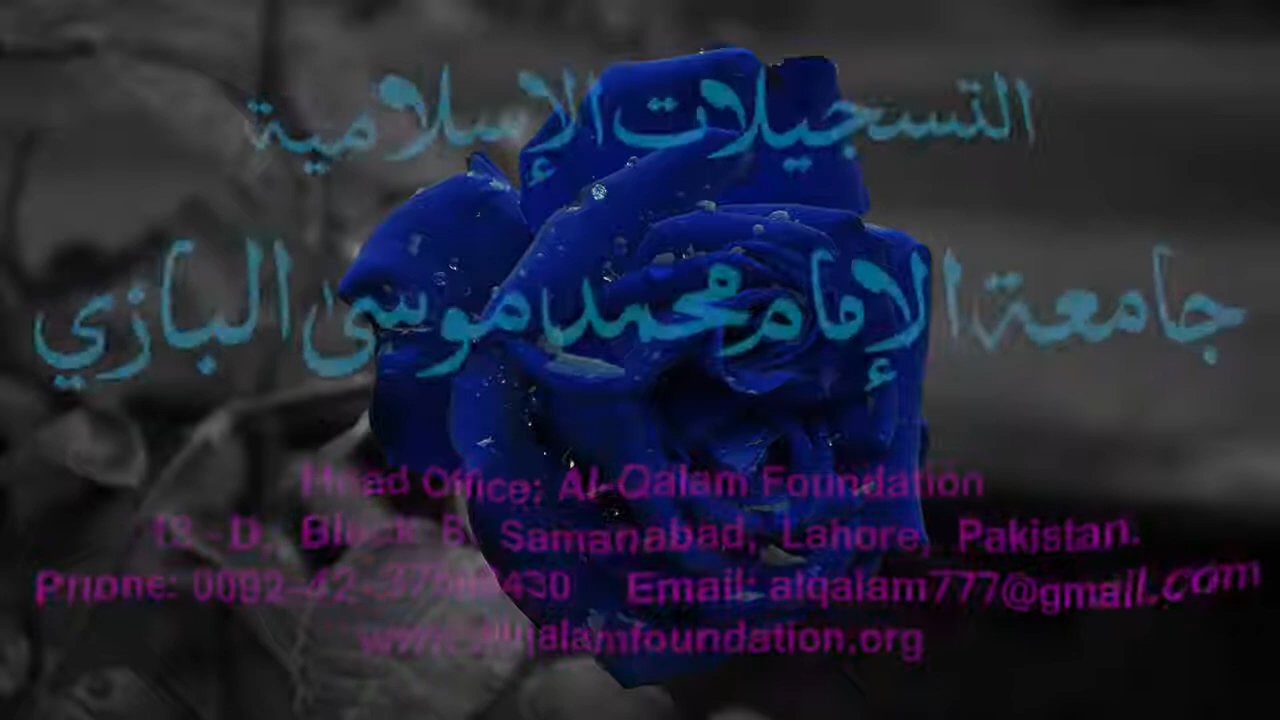 التسجيلات الإسلامية
جامعة الإمام محمد موسى البازي
Head Office; Al-Qalam Foundation
Block B, Samanabad, Lahore, Pakistan.
Phone: Email: alqalam777@gmail.com